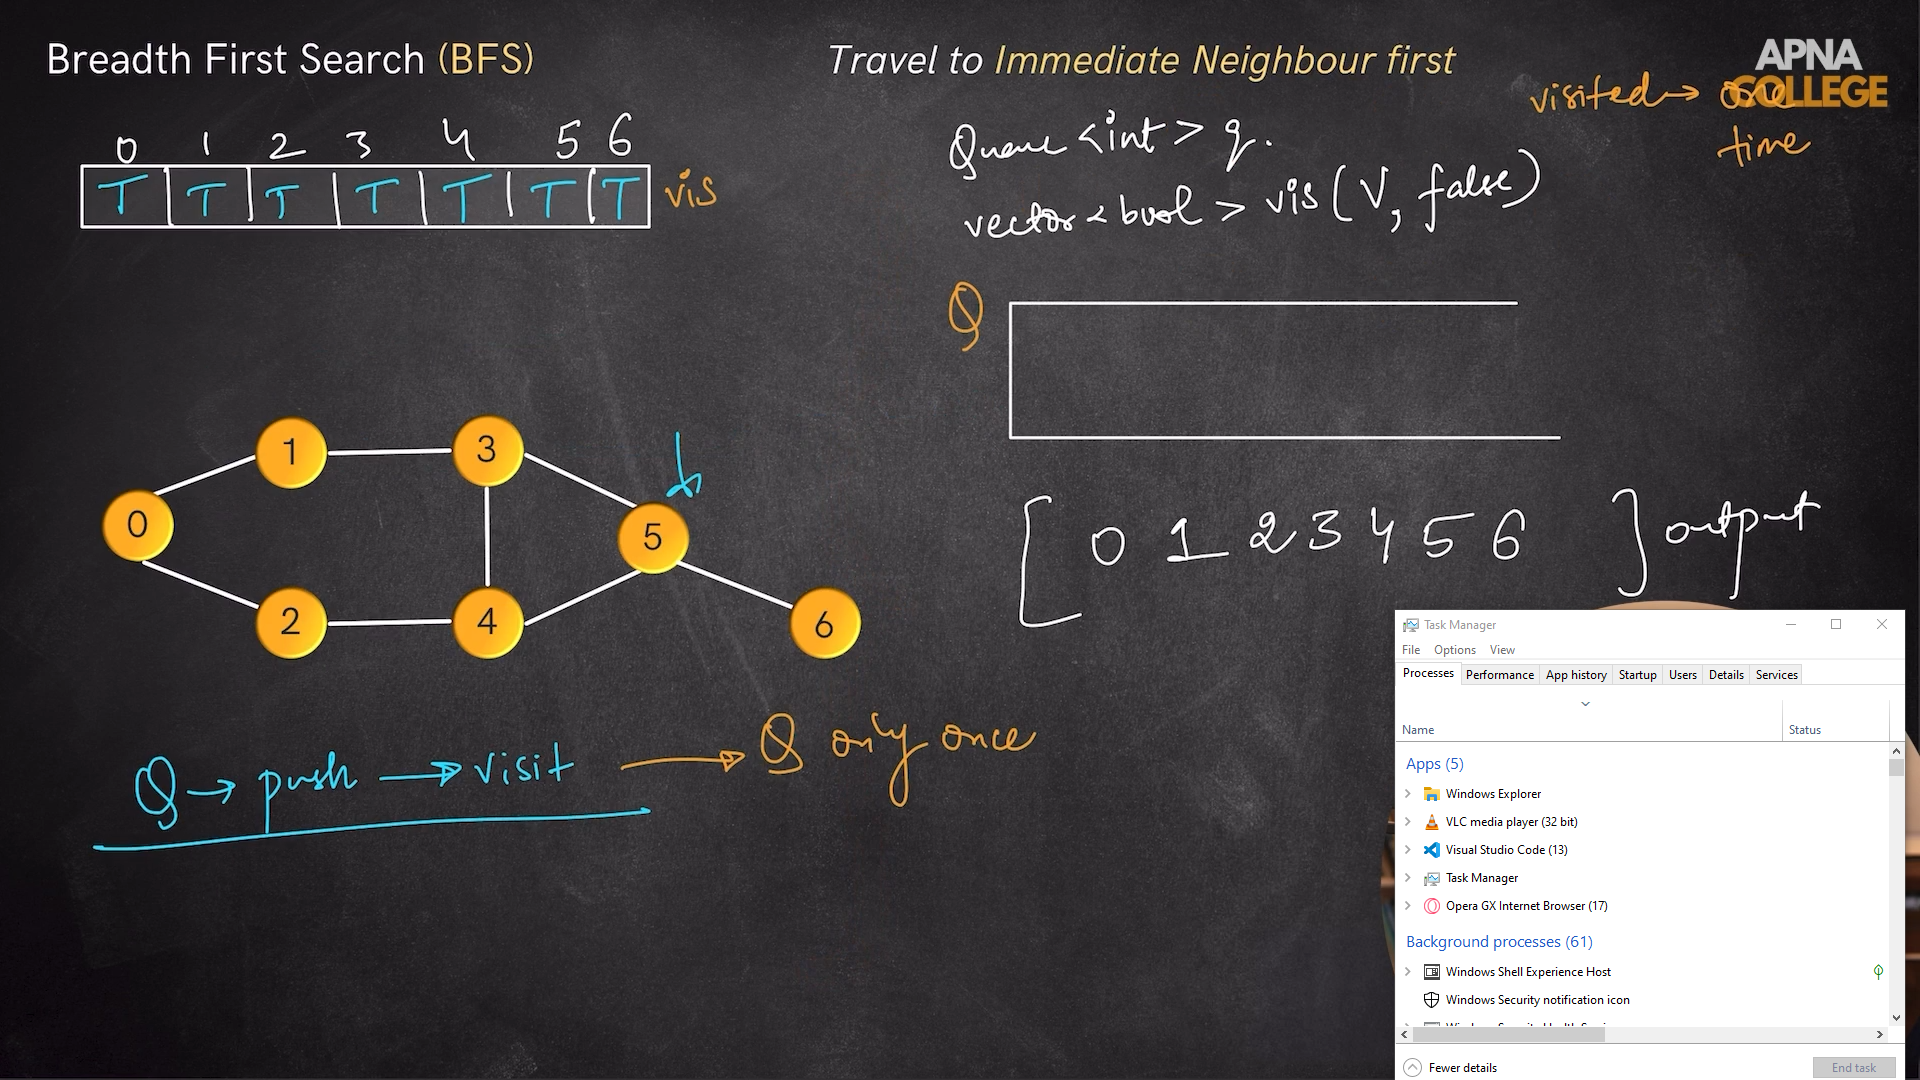 Breadth First Search (BFS)
Travel to Immediate Neighbour first
APNA
COLLEGE
visited → one
time
0 1 2 3 4 5 6
T T T T T T T vis
Queue <int> q.
vector<bool> vis(V, false)
Q
1 3
0 5
2 4 6
[ 0 1 2 3 4 5 6 ] output
Q → push → visit → Q only once
Task Manager
File Options View
Processes Performance App history Startup Users Details Services
Name Status
Apps (5)
Windows Explorer
VLC media player (32 bit)
Visual Studio Code (13)
Task Manager
Opera GX Internet Browser (17)
Background processes (61)
Windows Shell Experience Host
Windows Security notification icon
Fewer details End task